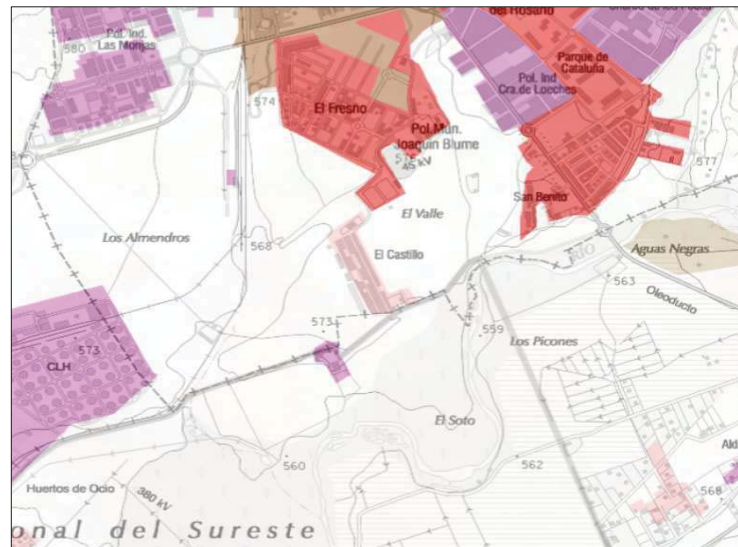 del Rosario
580
Pol. Ind.
Las Monjas
Parque de
Cataluña
Pol. Ind
Cra. de Loeches
574
El Fresno
Pol. Mun.
Joaquín Blume
45 kV
577
San Benito
El Valle
Los Almendros
568
El Castillo
RÍO
Aguas Negras
563
Oleoducto
573
559
573
CLH
Los Picones
El Soto
560
562
Huertos de Ocio
380 kV
568
onal del Sureste